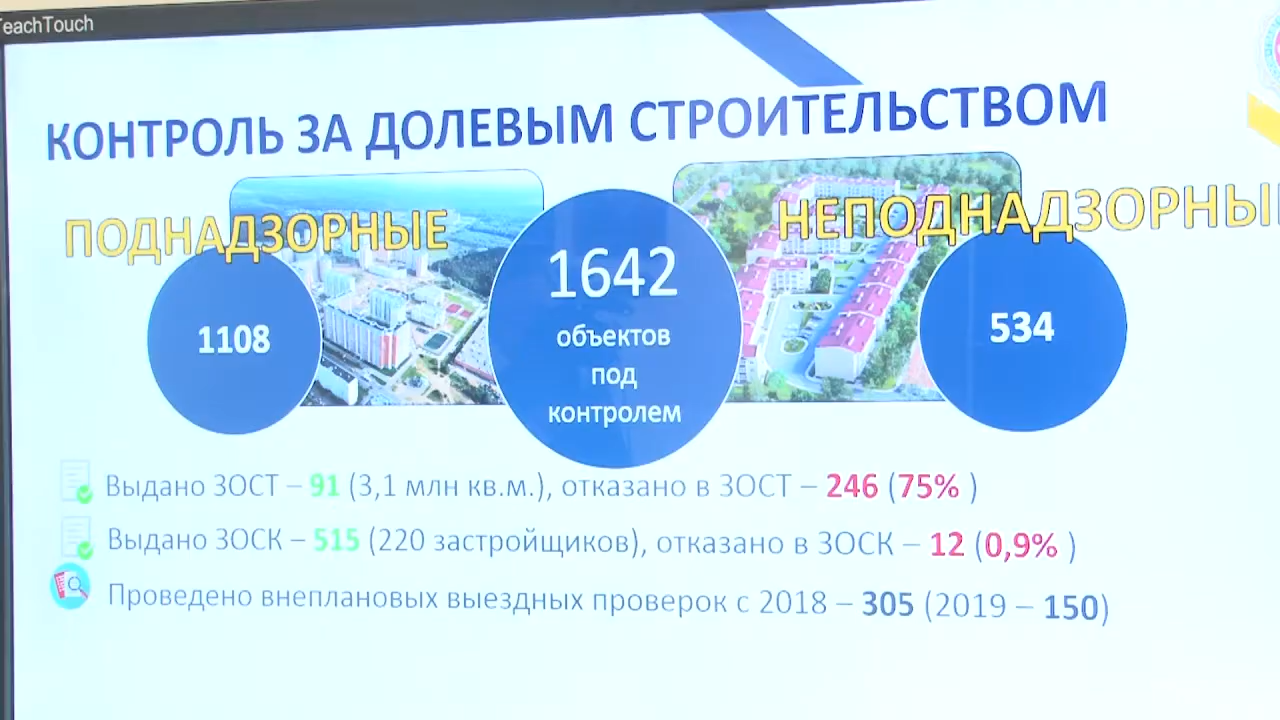 TeachTouch
КОНТРОЛЬ ЗА ДОЛЕВЫМ СТРОИТЕЛЬСТВОМ
ПОДНАДЗОРНЫЕ
НЕПОДНАДЗОРНЫ
1108
1642
объектов
под
контролем
534
Выдано ЗОСТ – 91 (3,1 млн кв.м.), отказано в ЗОСТ – 246 (75% )
Выдано ЗОСК – 515 (220 застройщиков), отказано в ЗОСК – 12 (0,9% )
Проведено внеплановых выездных проверок с 2018 – 305 (2019 – 150)